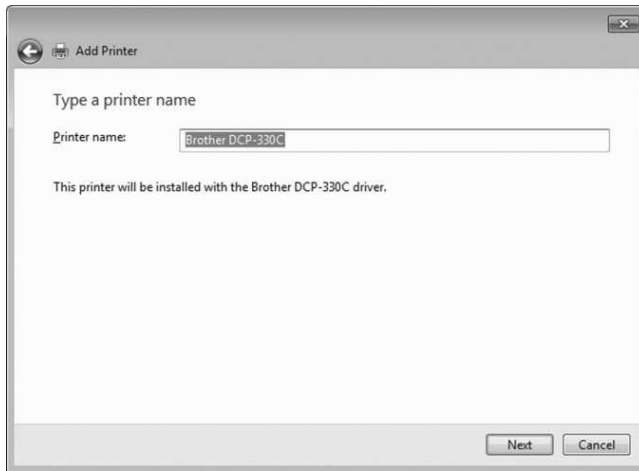 Add Printer
Type a printer name
Printer name: Brother DCP-330C
This printer will be installed with the Brother DCP-330C driver.
Next Cancel